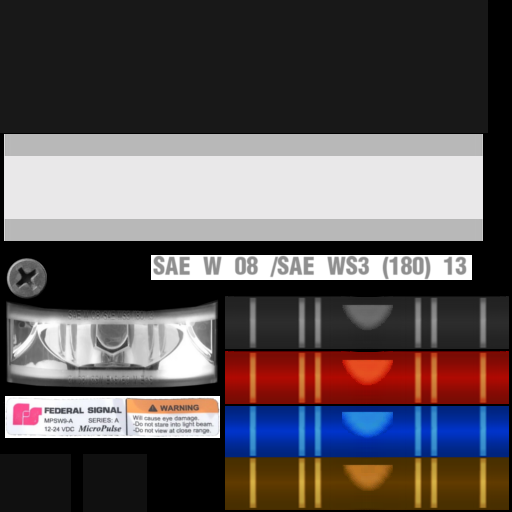 SAE W 08 /SAE WS3 (180) 13
FEDERAL SIGNAL
MPSW9-A SERIES: A
12-24 VDC MicroPulse
WARNING
Will cause eye damage.
-Do not stare into light beam.
-Do not view at close range.